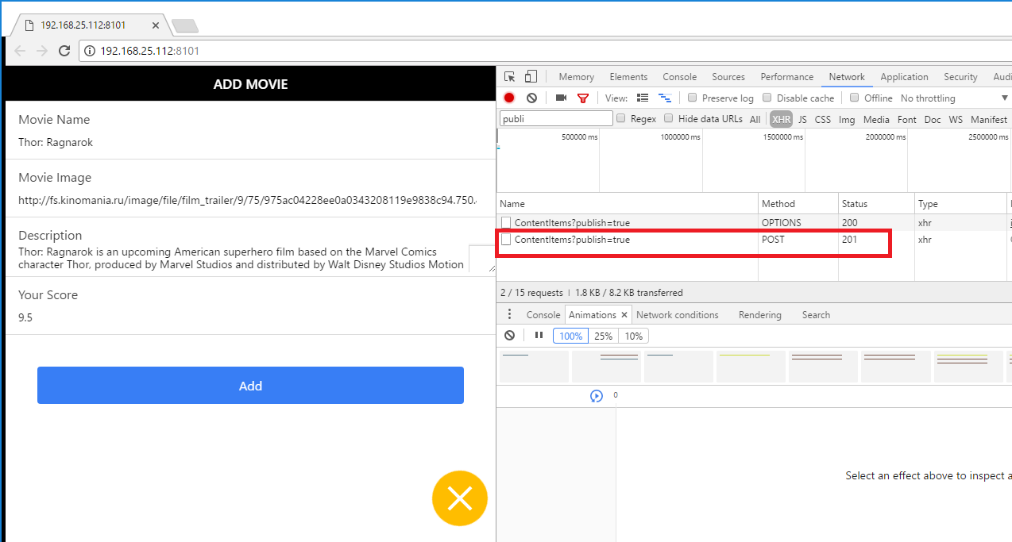 192.168.25.112:8101
192.168.25.112:8101
ADD MOVIE
Movie Name
Thor: Ragnarok
Movie Image
http://fs.kinomania.ru/image/file/film_trailer/9/75/975ac04228ee0a0343208119e9838c94.750.
Description
Thor: Ragnarok is an upcoming American superhero film based on the Marvel Comics
character Thor, produced by Marvel Studios and distributed by Walt Disney Studios Motion
Your Score
9.5
Add
Memory Elements Console Sources Performance Network Application Security Audi
View: Preserve log Disable cache Offline No throttling
publi Regex Hide data URLs All XHR JS CSS Img Media Font Doc WS Manifest
500000 ms 1000000 ms 1500000 ms 2000000 ms 2500000 ms
Name Method Status Type
ContentItems?publish=true OPTIONS 200 xhr
ContentItems?publish=true POST 201 xhr
2 / 15 requests | 1.8 KB / 8.2 KB transferred
Console Animations × Network conditions Rendering Search
100% 25% 10%
0
Select an effect above to inspect a